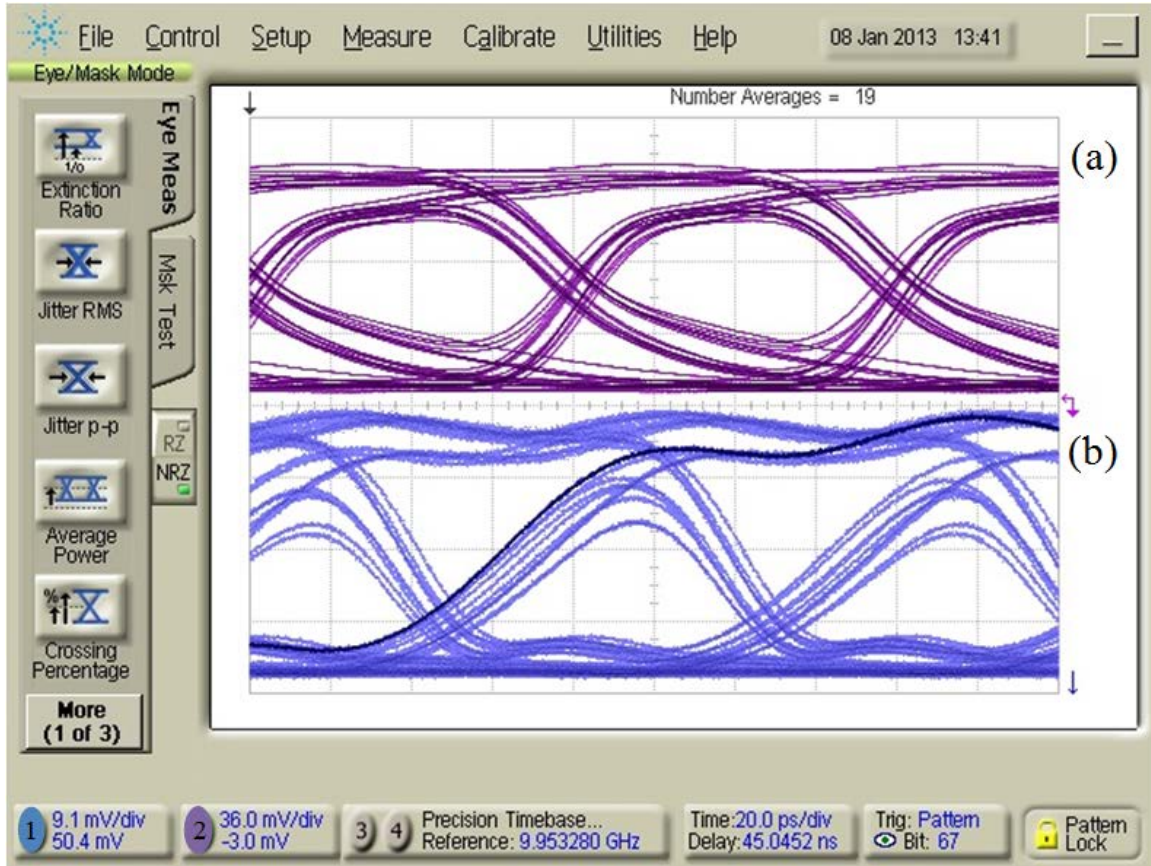 File Control Setup Measure Calibrate Utilities Help 08 Jan 2013 13:41
Eye/Mask Mode
Number Averages = 19
Eye Meas
Msk Test
1/0
Extinction
Ratio
Jitter RMS
Jitter p-p
RZ
NRZ
Average
Power
%
Crossing
Percentage
More
(1 of 3)
(a)
(b)
1 9.1 mV/div
50.4 mV
2 36.0 mV/div
-3.0 mV
3 4 Precision Timebase...
Reference: 9.953280 GHz
Time:20.0 ps/div
Delay:45.0452 ns
Trig: Pattern
Bit: 67
Pattern
Lock